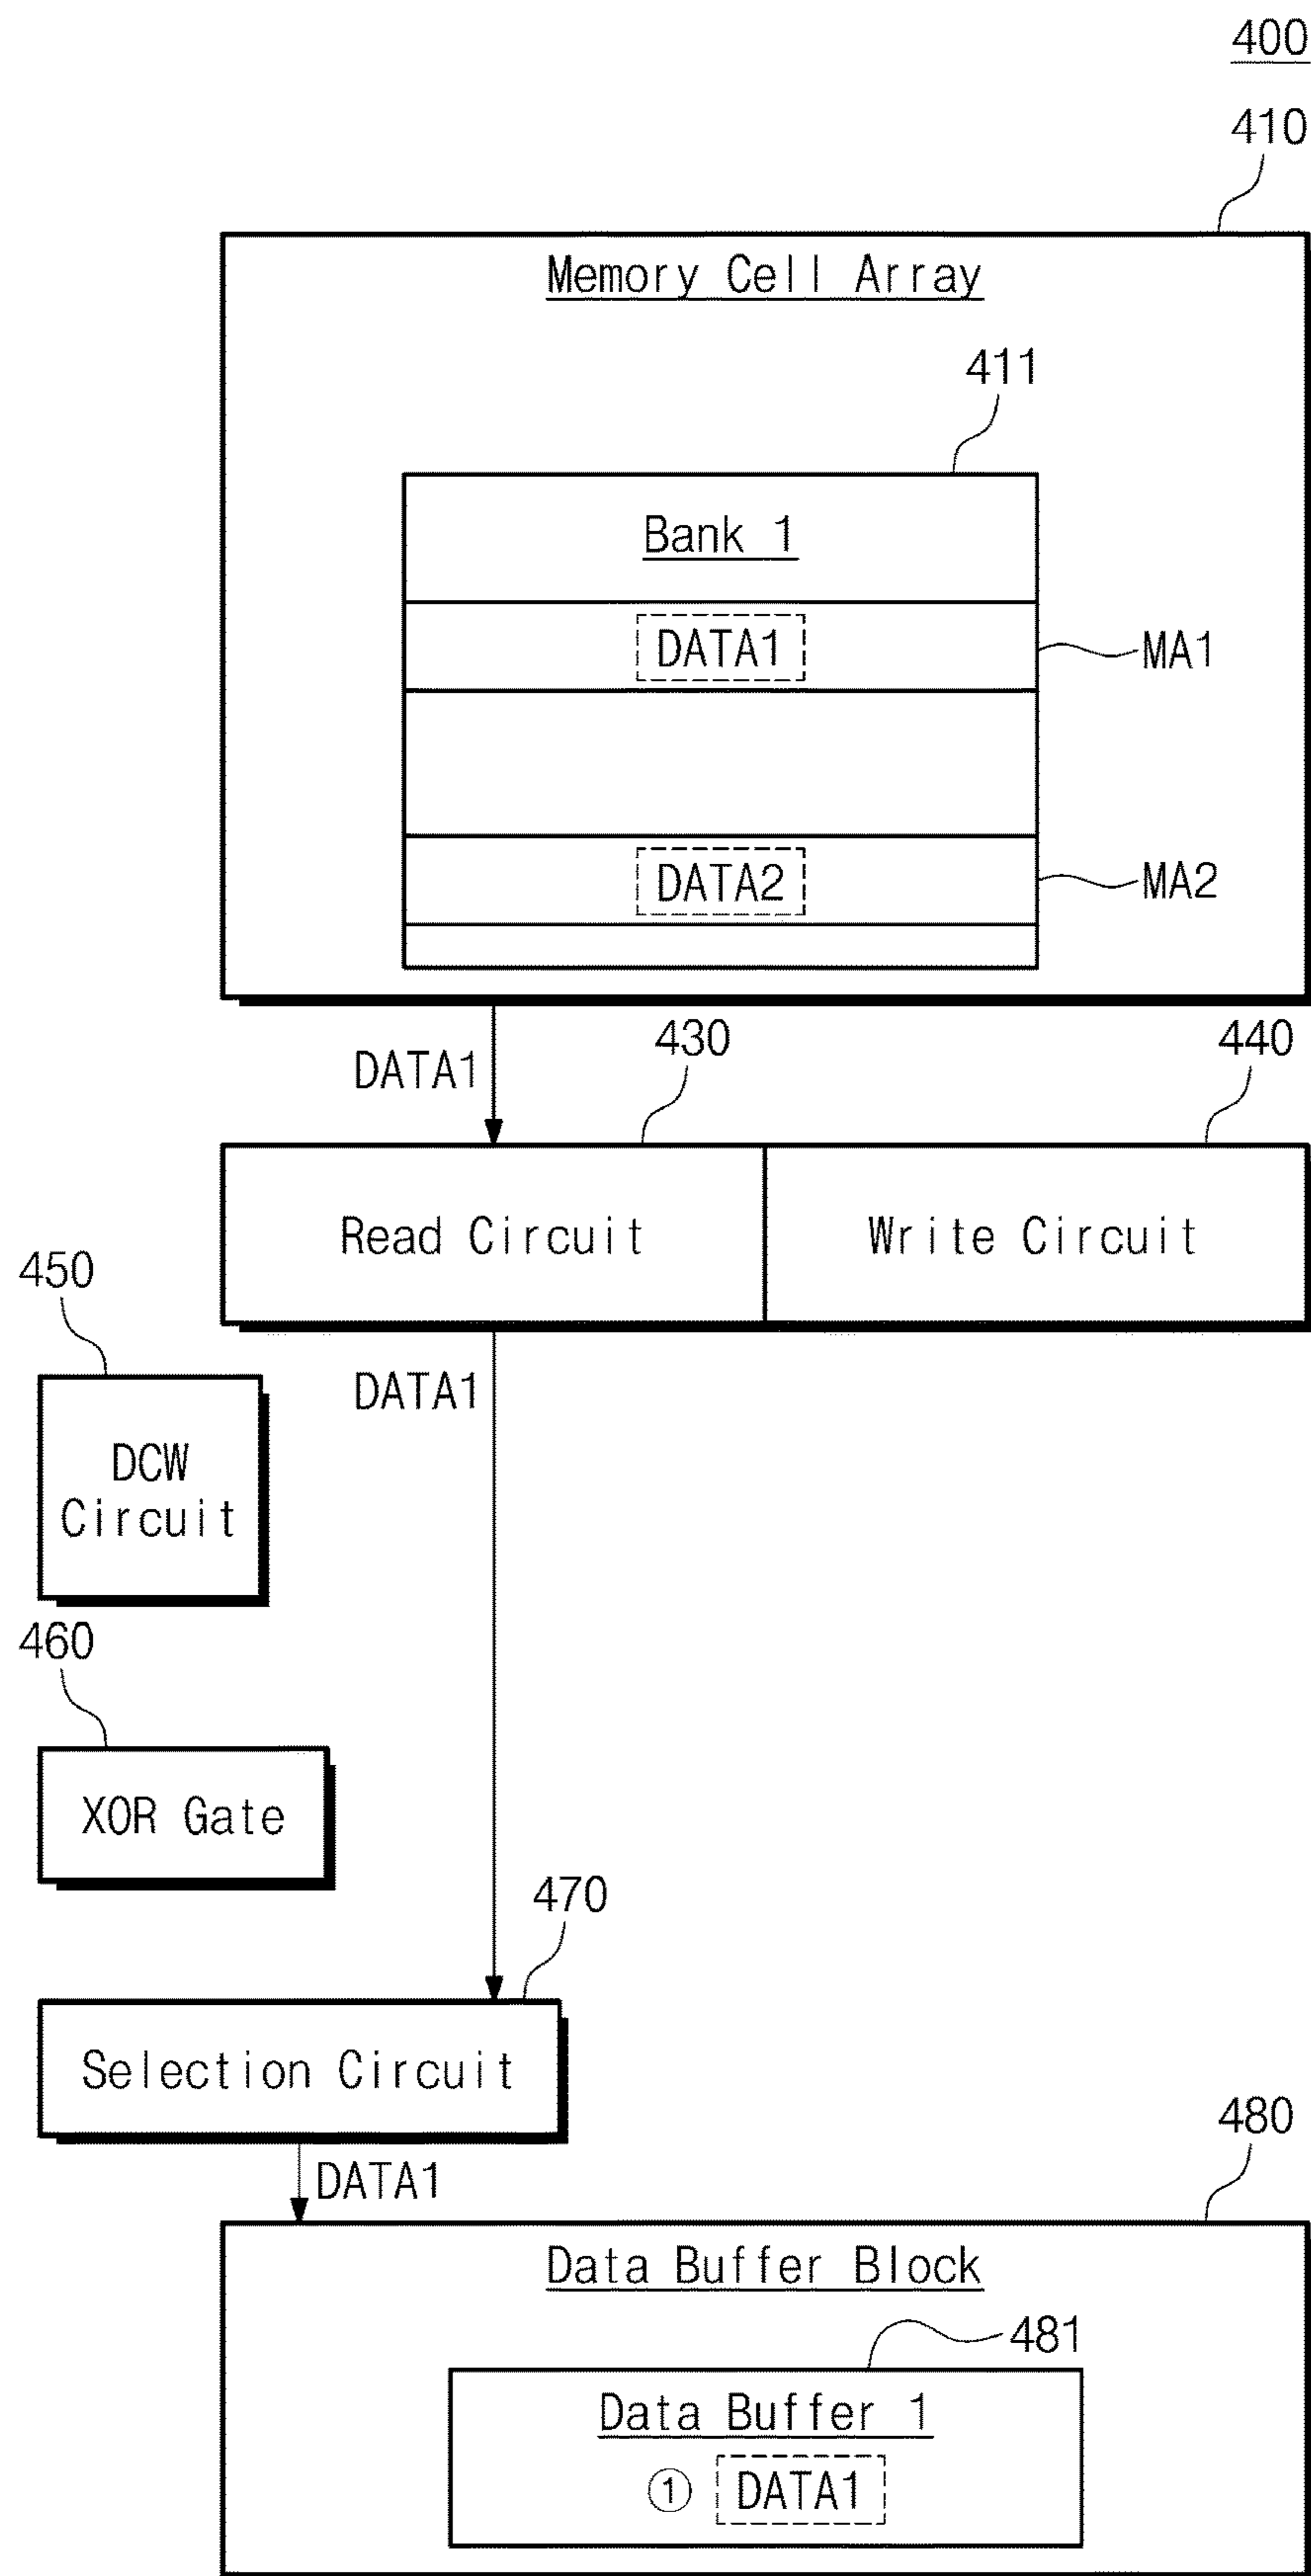 400
410
Memory Cell Array
411
Bank 1
DATA1
MA1
DATA2
MA2
DATA1
430
440
Read Circuit
Write Circuit
450
DATA1
DCW
Circuit
460
XOR Gate
470
Selection Circuit
480
DATA1
Data Buffer Block
481
Data Buffer 1
① DATA1